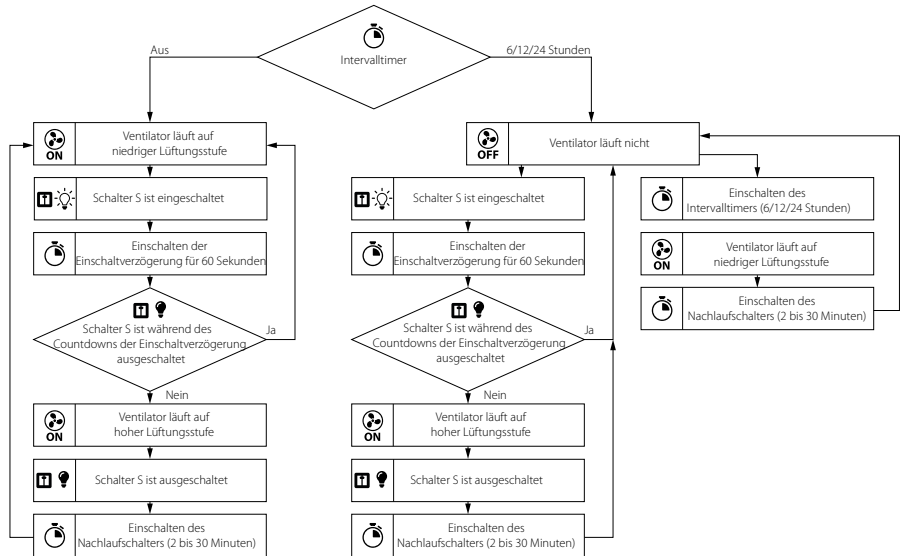 Intervalltimer
Aus
6/12/24 Stunden
ON
Ventilator läuft auf
niedriger Lüftungsstufe
Schalter S ist eingeschaltet
Einschalten der
Einschaltverzögerung für 60 Sekunden
Schalter S ist während des
Countdowns der Einschaltverzögerung
ausgeschaltet
Ja
Nein
ON
Ventilator läuft auf
hoher Lüftungsstufe
Schalter S ist ausgeschaltet
Einschalten des
Nachlaufschalters (2 bis 30 Minuten)
OFF
Ventilator läuft nicht
Schalter S ist eingeschaltet
Einschalten der
Einschaltverzögerung für 60 Sekunden
Schalter S ist während des
Countdowns der Einschaltverzögerung
ausgeschaltet
Ja
Nein
ON
Ventilator läuft auf
hoher Lüftungsstufe
Schalter S ist ausgeschaltet
Einschalten des
Nachlaufschalters (2 bis 30 Minuten)
Einschalten des
Intervalltimers (6/12/24 Stunden)
ON
Ventilator läuft auf
niedriger Lüftungsstufe
Einschalten des
Nachlaufschalters (2 bis 30 Minuten)